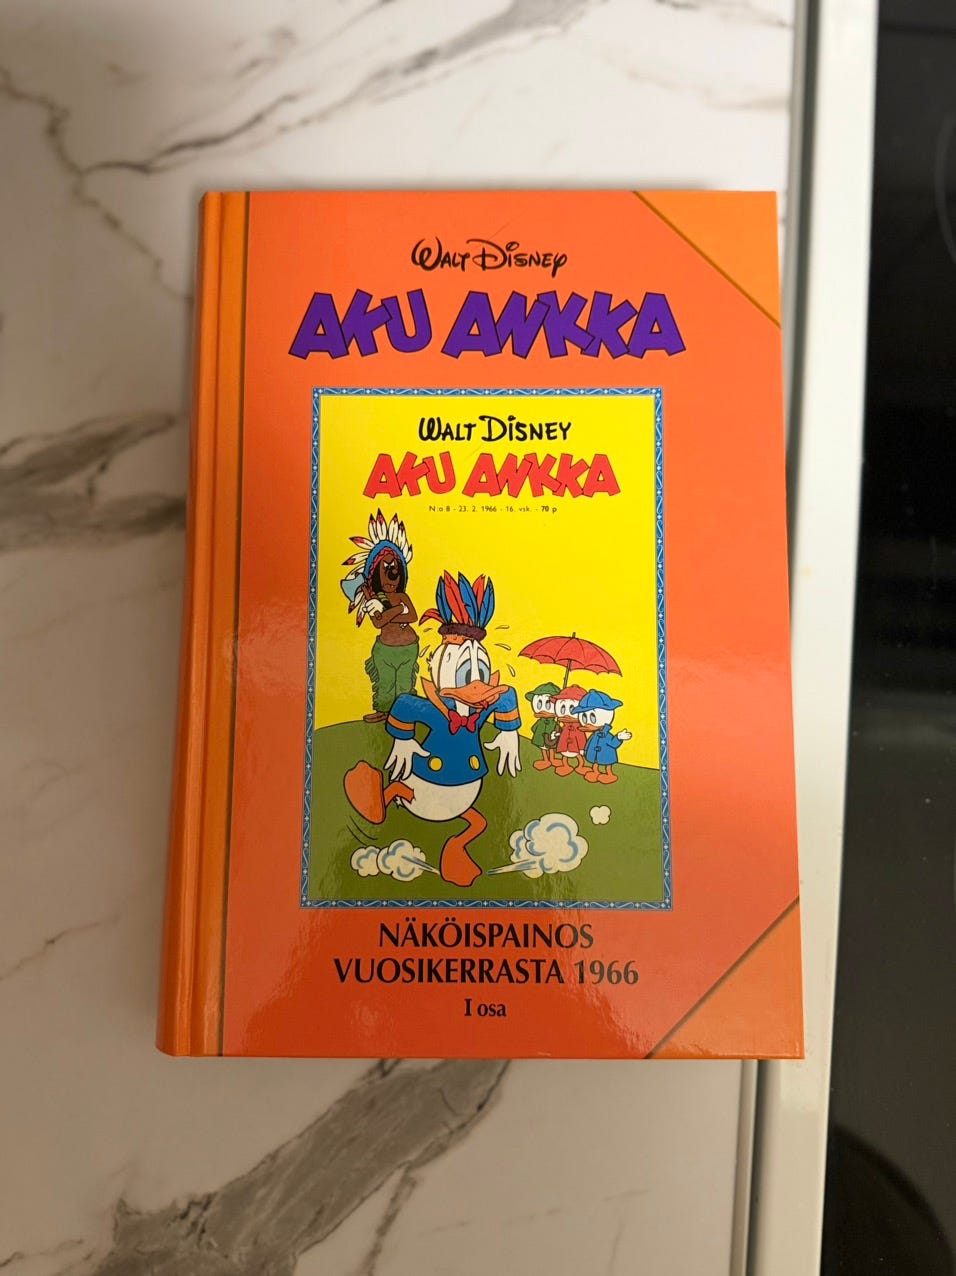 WALT DISNEY
AKU ANKKA
WALT DISNEY
AKU ANKKA
N:o 8 - 23. 2. 1966 - 16. vsk. - 70 p
NÄKÖISPAINOS
VUOSIKERRASTA 1966
I osa